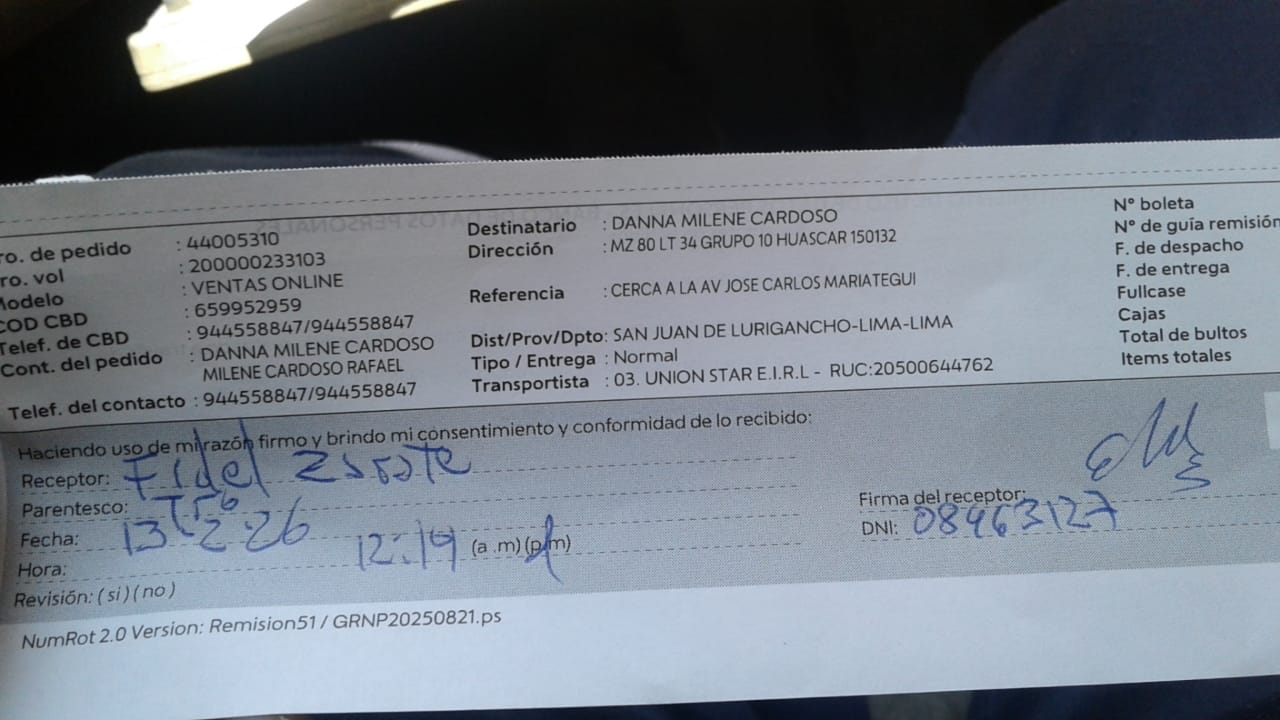 ro. de pedido : 44005310
ro. vol : 200000233103
Modelo : VENTAS ONLINE
COD CBD : 659952959
Telef. de CBD : 944558847/944558847
Cont. del pedido : DANNA MILENE CARDOSO
MILENE CARDOSO RAFAEL
Telef. del contacto : 944558847/944558847
Destinatario : DANNA MILENE CARDOSO
Dirección : MZ 80 LT 34 GRUPO 10 HUASCAR 150132
Referencia : CERCA A LA AV JOSE CARLOS MARIATEGUI
Dist/Prov/Dpto: SAN JUAN DE LURIGANCHO-LIMA-LIMA
Tipo / Entrega : Normal
Transportista : 03. UNION STAR E.I.R.L - RUC:20500644762
N° boleta
N° de guía remisión
F. de despacho
F. de entrega
Fullcase
Cajas
Total de bultos
Items totales
Haciendo uso de mi razón firmo y brindo mi consentimiento y conformidad de lo recibido:
Receptor: Fidel
Parentesco:
Fecha: 13-2-26
Hora: 12:19 (a .m) (p.m)
Revisión: ( si ) ( no )
Firma del receptor:
DNI: 08463127
NumRot 2.0 Version: Remision51 / GRNP20250821.ps